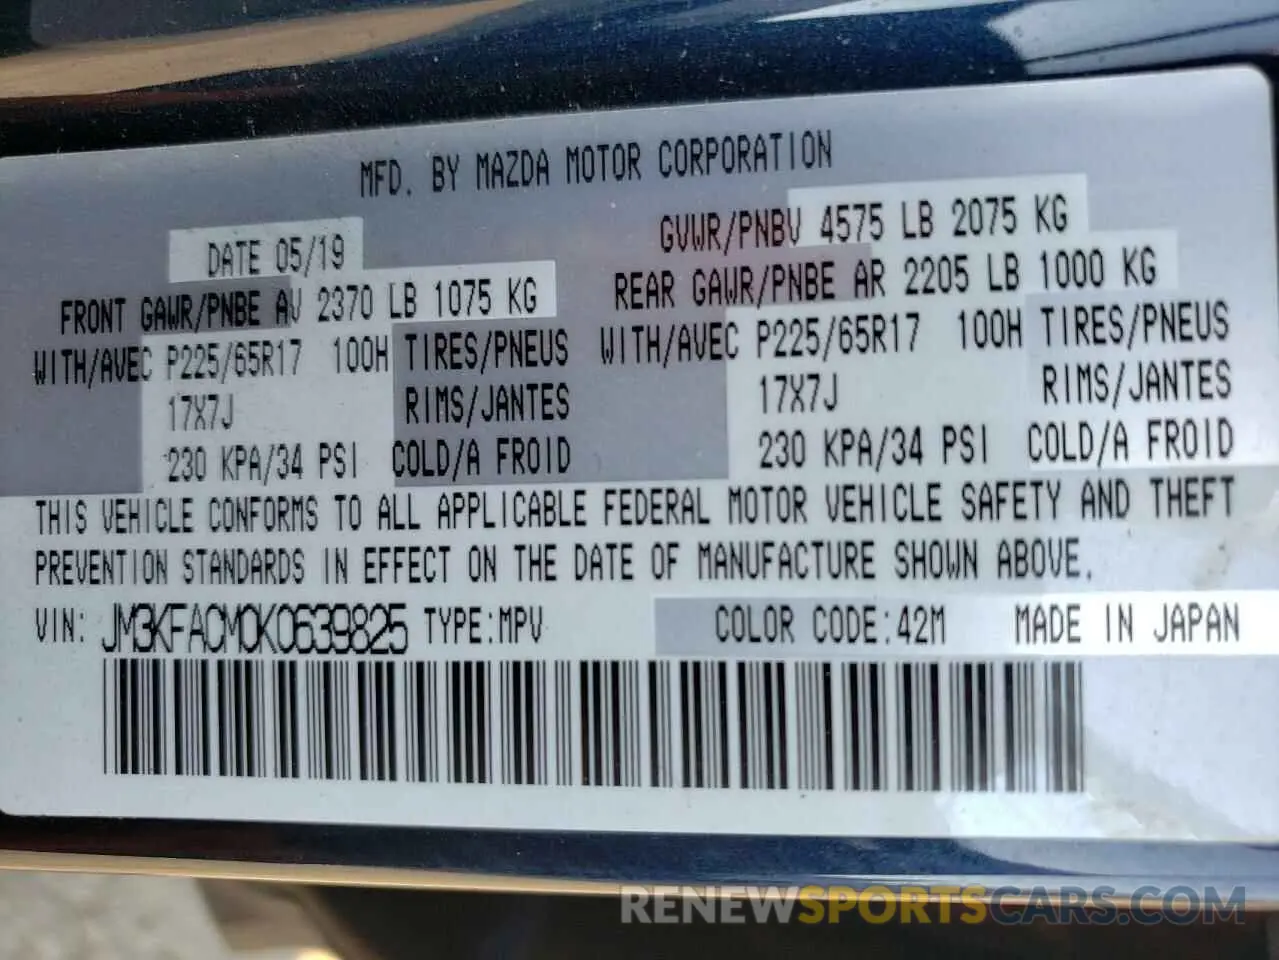 MFD. BY MAZDA MOTOR CORPORATION
DATE 05/19 GVWR/PNBV 4575 LB 2075 KG
FRONT GAWR/PNBE AV 2370 LB 1075 KG REAR GAWR/PNBE AR 2205 LB 1000 KG
WITH/AVEC P225/65R17 100H TIRES/PNEUS WITH/AVEC P225/65R17 100H TIRES/PNEUS
17X7J RIMS/JANTES 17X7J RIMS/JANTES
230 KPA/34 PSI COLD/A FROID 230 KPA/34 PSI COLD/A FROID
THIS VEHICLE CONFORMS TO ALL APPLICABLE FEDERAL MOTOR VEHICLE SAFETY AND THEFT
PREVENTION STANDARDS IN EFFECT ON THE DATE OF MANUFACTURE SHOWN ABOVE.
VIN: JM3KFACM0K0639825 TYPE:MPV COLOR CODE:42M MADE IN JAPAN
RENEWSPORTSCARS.COM